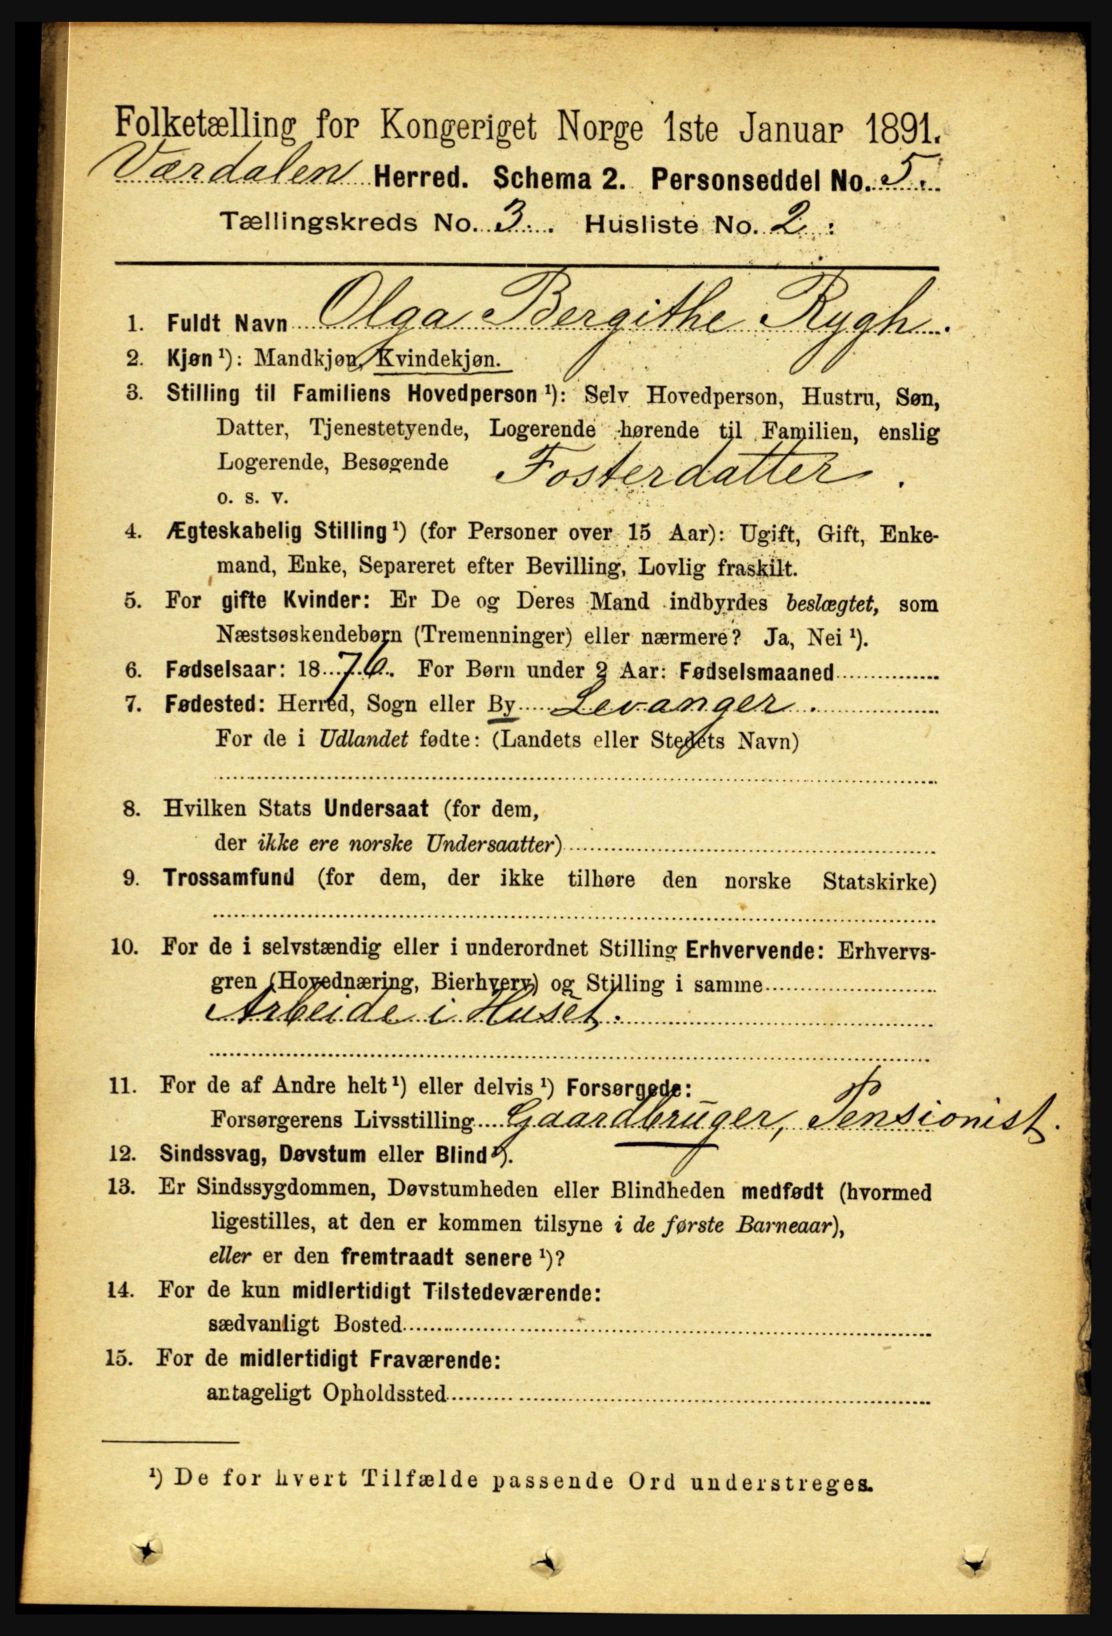 Folketælling for Kongeriget Norge 1ste Januar 1891.
Værdalen Herred. Schema 2. Personseddel No. 5.
Tællingskreds No. 3. Husliste No. 2:
1. Fuldt Navn Olga Bergithe Rygh.
2. Kjøn ¹): Mandkjøn, Kvindekjøn.
3. Stilling til Familiens Hovedperson ¹): Selv Hovedperson, Hustru, Søn,
Datter, Tjenestetyende, Logerende hørende til Familien, enslig
Logerende, Besøgende Fosterdatter.
o. s. v.
4. Ægteskabelig Stilling ¹) (for Personer over 15 Aar): Ugift, Gift, Enke-
mand, Enke, Separeret efter Bevilling, Lovlig fraskilt.
5. For gifte Kvinder: Er De og Deres Mand indbyrdes beslægtet, som
Næstsøskendebørn (Tremenninger) eller nærmere? Ja, Nei ¹).
6. Fødselsaar: 1876. For Børn under 2 Aar: Fødselsmaaned
7. Fødested: Herred, Sogn eller By Levanger.
For de i Udlandet fødte: (Landets eller Stedets Navn)
8. Hvilken Stats Undersaat (for dem,
der ikke ere norske Undersaatter)
9. Trossamfund (for dem, der ikke tilhøre den norske Statskirke)
10. For de i selvstændig eller i underordnet Stilling Erhvervende: Erhvervs-
gren (Hovednæring, Bierhverv) og Stilling i samme
Arbeide i Huset.
11. For de af Andre helt ¹) eller delvis ¹) Forsørgede:
Forsørgerens Livsstilling Gaardbruger, Pensionist.
12. Sindssvag, Døvstum eller Blind ¹).
13. Er Sindssygdommen, Døvstumheden eller Blindheden medfødt (hvormed
ligestilles, at den er kommen tilsyne i de første Barneaar),
eller er den fremtraadt senere ¹)?
14. For de kun midlertidigt Tilstedeværende:
sædvanligt Bosted
15. For de midlertidigt Fraværende:
antageligt Opholdssted
¹) De for hvert Tilfælde passende Ord understreges.